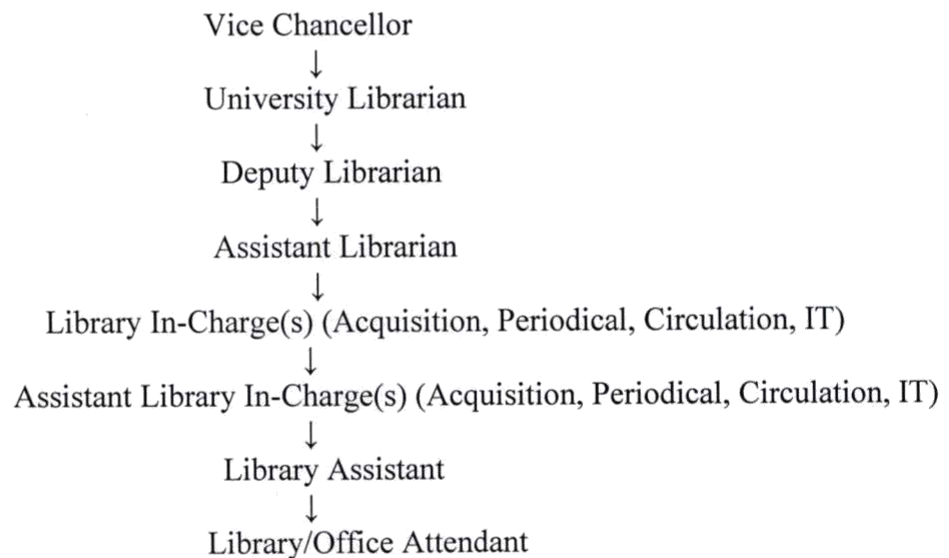 Vice Chancellor
↓
University Librarian
↓
Deputy Librarian
↓
Assistant Librarian
↓
Library In-Charge(s) (Acquisition, Periodical, Circulation, IT)
↓
Assistant Library In-Charge(s) (Acquisition, Periodical, Circulation, IT)
↓
Library Assistant
↓
Library/Office Attendant